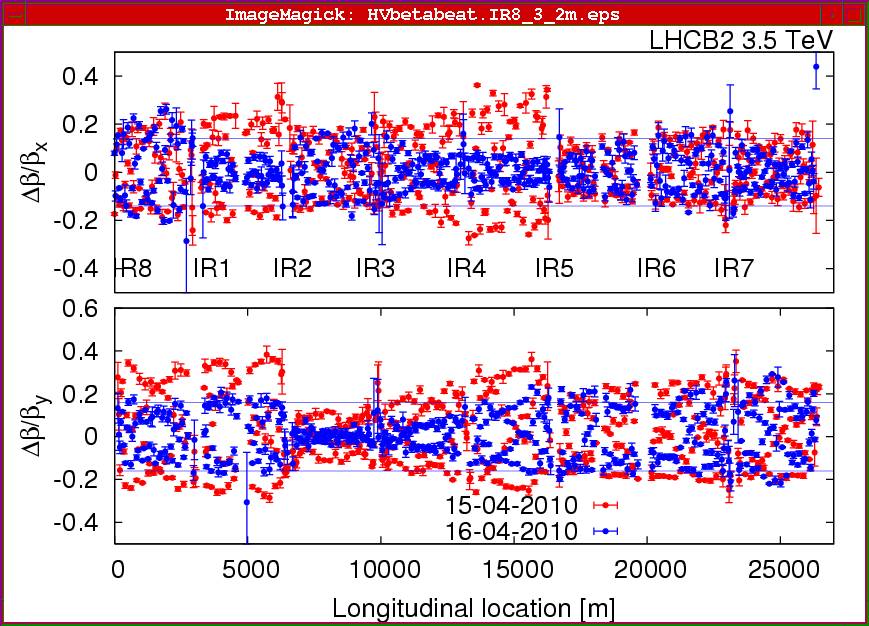 ImageMagick: HVbetabeat.IR8_3_2m.eps
LHCB2 3.5 TeV
0.4
0.2
0
-0.2
-0.4
Δβ/βx
IR8 IR1 IR2 IR3 IR4 IR5 IR6 IR7
0.6
0.4
0.2
0
-0.2
-0.4
Δβ/βy
15-04-2010
16-04-2010
0 5000 10000 15000 20000 25000
Longitudinal location [m]